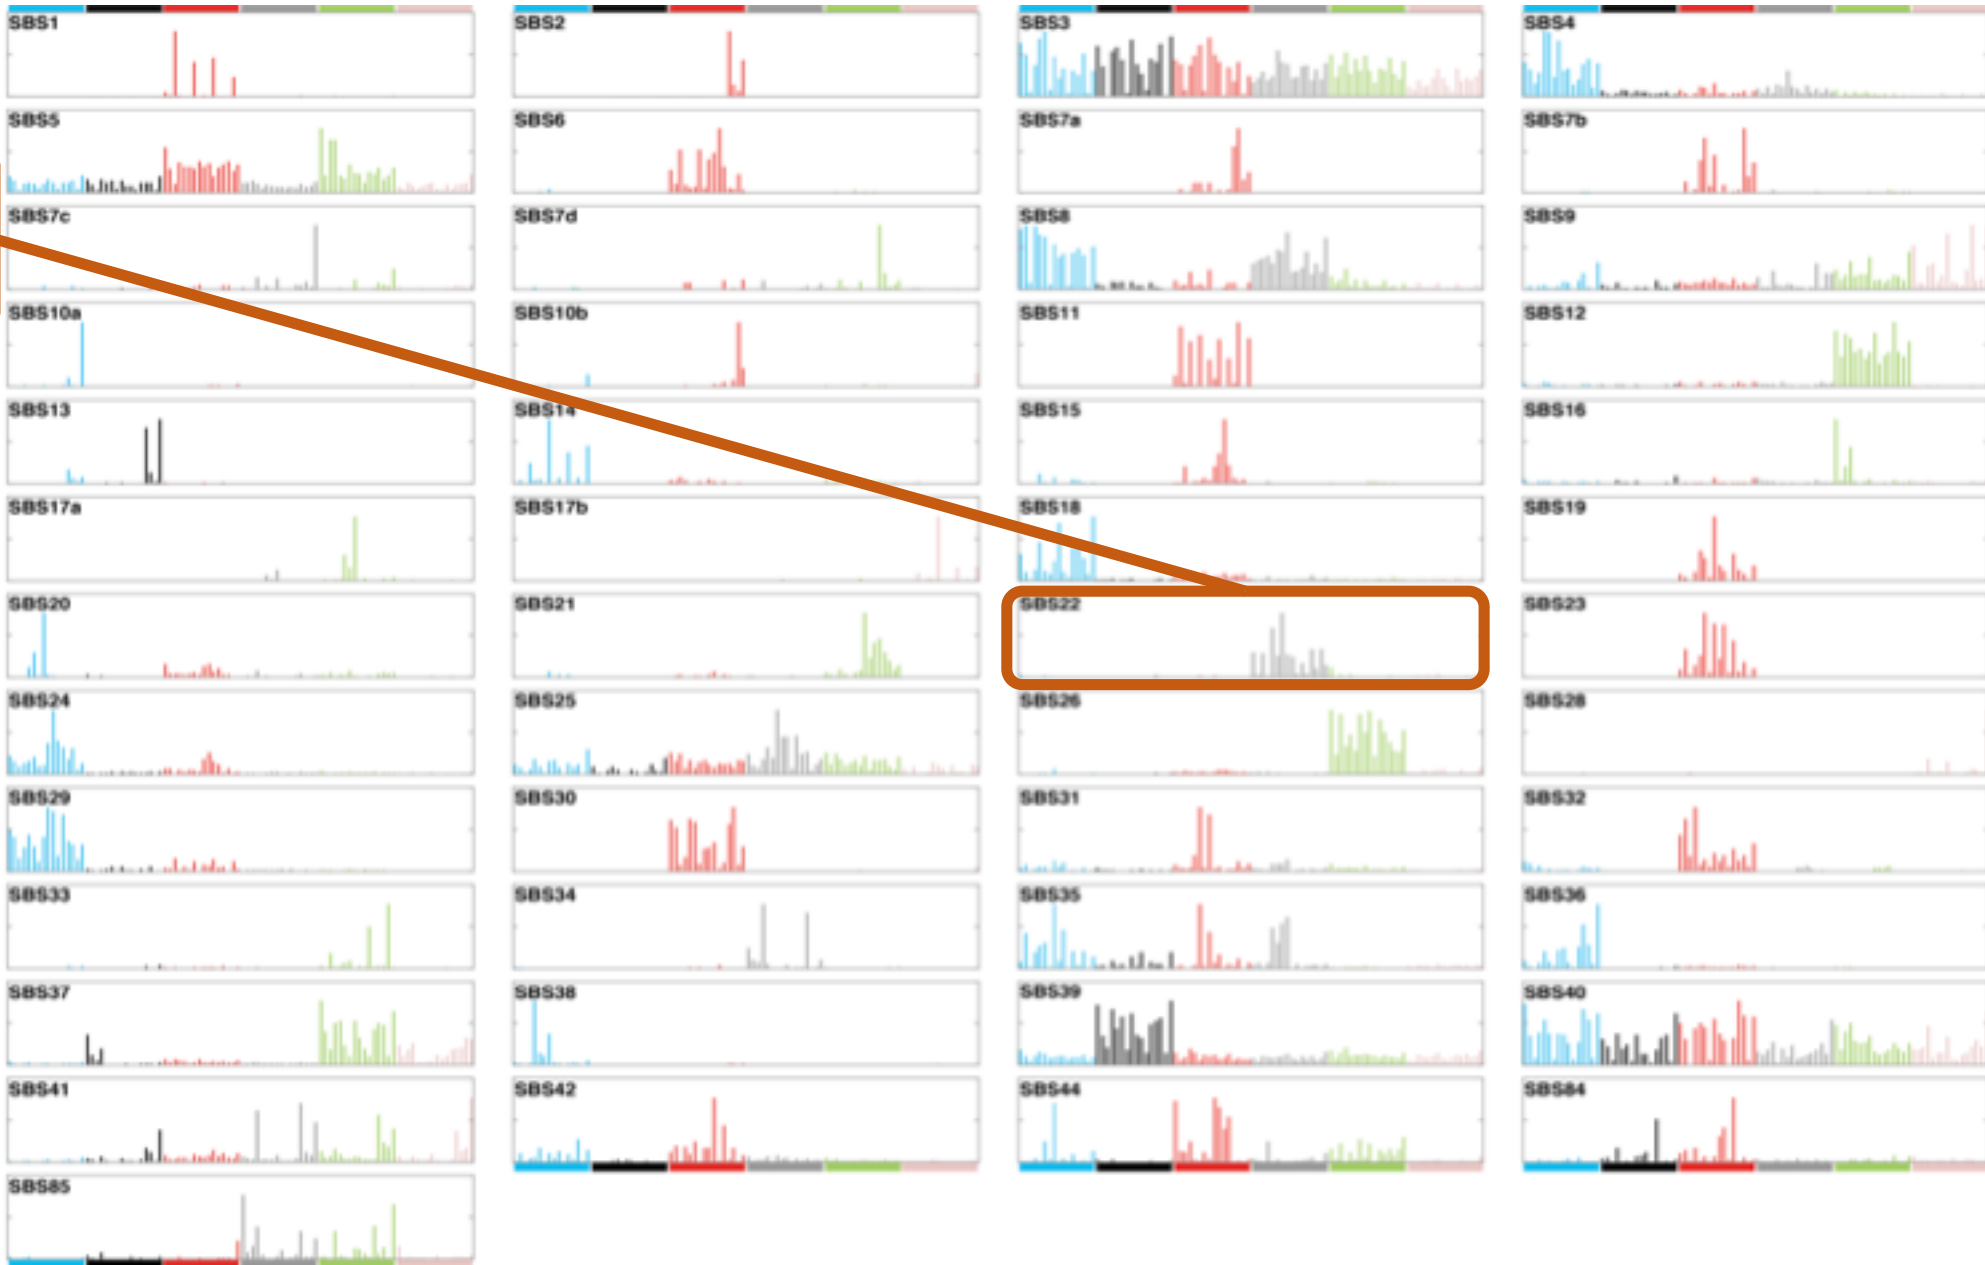 SBS1 SBS2 SBS3 SBS4
SBS5 SBS6 SBS7a SBS7b
SBS7c SBS7d SBS8 SBS9
SBS10a SBS10b SBS11 SBS12
SBS13 SBS14 SBS15 SBS16
SBS17a SBS17b SBS18 SBS19
SBS20 SBS21 SBS22 SBS23
SBS24 SBS25 SBS26 SBS28
SBS29 SBS30 SBS31 SBS32
SBS33 SBS34 SBS35 SBS36
SBS37 SBS38 SBS39 SBS40
SBS41 SBS42 SBS44 SBS84
SBS85